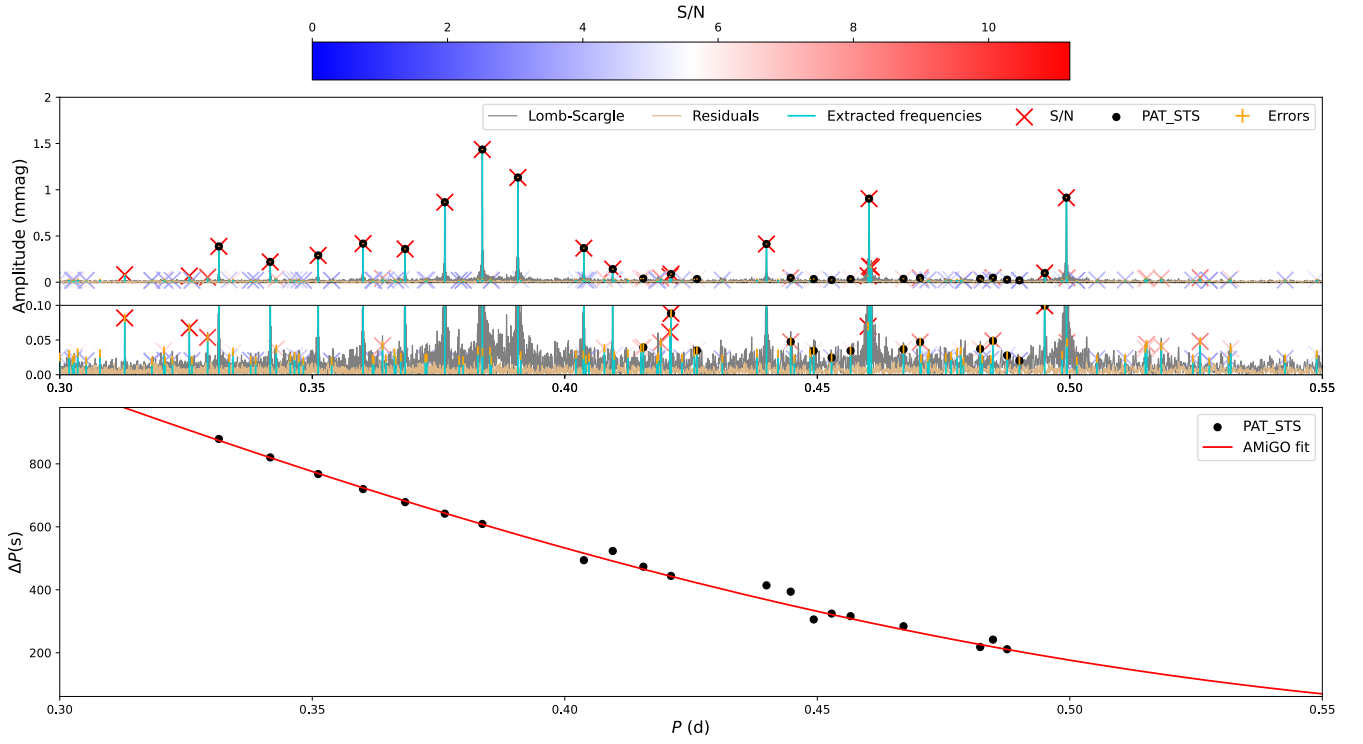 S/N
0 2 4 6 8 10
Lomb-Scargle Residuals Extracted frequencies S/N PAT_STS Errors
Amplitude (mmag)
2
1.5
1
0.5
0
0.10
0.05
0.00
0.30 0.35 0.40 0.45 0.50 0.55
PAT_STS
AMiGO fit
ΔP(s)
800
600
400
200
0.30 0.35 0.40 0.45 0.50 0.55
P (d)